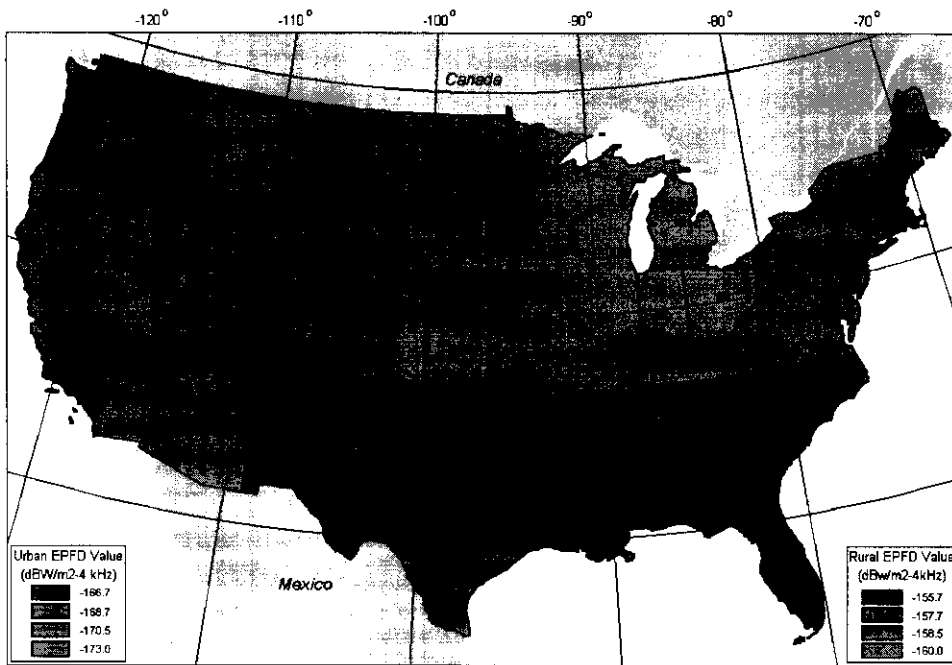 -120° -110° -100° -90° -80° -70°
Canada
Mexico
Urban EPFD Value
(dBW/m2-4 kHz)
-166.7
-168.7
-170.5
-173.0
Rural EPFD Value
(dBw/m2-4kHz)
-155.7
-157.7
-158.5
-160.0